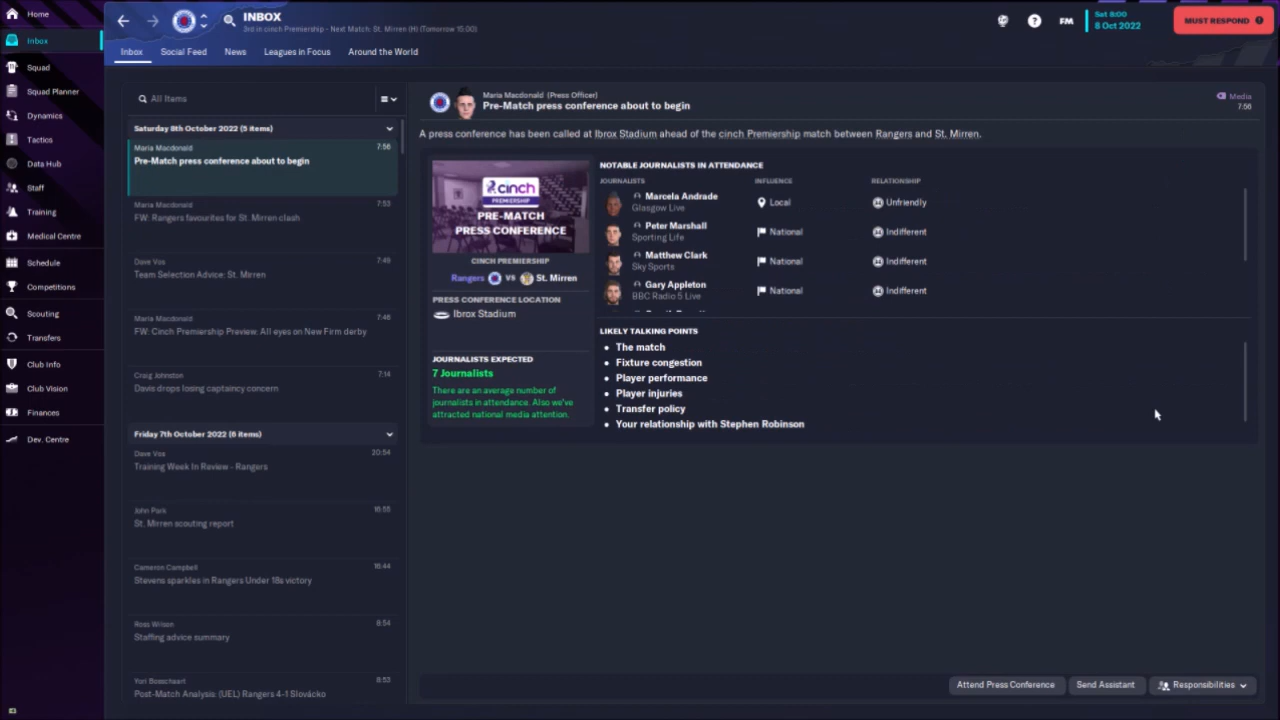 Home
INBOX
3rd in cinch Premiership - Next Match: St. Mirren (H) (Tomorrow 15:00)
FM
Sat 8:00
8 Oct 2022
MUST RESPOND
Inbox
Squad
Squad Planner
Dynamics
Tactics
Data Hub
Staff
Training
Medical Centre
Schedule
Competitions
Scouting
Transfers
Club Info
Club Vision
Finances
Dev. Centre
Inbox
Social Feed
News
Leagues in Focus
Around the World
All Items
Saturday 8th October 2022 (5 items)
Maria Macdonald
7:56
Pre-Match press conference about to begin
Maria Macdonald
7:53
FW: Rangers favourites for St. Mirren clash
Dave Vos
7:49
Team Selection Advice: St. Mirren
Maria Macdonald
7:46
FW: Cinch Premiership Preview: All eyes on New Firm derby
Craig Johnston
7:14
Davis drops losing captaincy concern
Friday 7th October 2022 (6 items)
Dave Vos
20:54
Training Week In Review - Rangers
John Park
16:55
St. Mirren scouting report
Cameron Campbell
16:44
Stevens sparkles in Rangers Under 18s victory
Ross Wilson
8:54
Staffing advice summary
Yori Bosschaart
8:53
Post-Match Analysis: (UEL) Rangers 4-1 Slovácko
Maria Macdonald (Press Officer)
Pre-Match press conference about to begin
Media
7:56
A press conference has been called at Ibrox Stadium ahead of the cinch Premiership match between Rangers and St. Mirren.
cinch
PREMIERSHIP
PRE-MATCH
PRESS CONFERENCE
CINCH PREMIERSHIP
Rangers VS St. Mirren
PRESS CONFERENCE LOCATION
Ibrox Stadium
JOURNALISTS EXPECTED
7 Journalists
There are an average number of
journalists in attendance. Also we've
attracted national media attention.
NOTABLE JOURNALISTS IN ATTENDANCE
JOURNALISTS
INFLUENCE
RELATIONSHIP
Marcela Andrade
Glasgow Live
Local
Unfriendly
Peter Marshall
Sporting Life
National
Indifferent
Matthew Clark
Sky Sports
National
Indifferent
Gary Appleton
BBC Radio 5 Live
National
Indifferent
LIKELY TALKING POINTS
• The match
• Fixture congestion
• Player performance
• Player injuries
• Transfer policy
• Your relationship with Stephen Robinson
Attend Press Conference
Send Assistant
Responsibilities